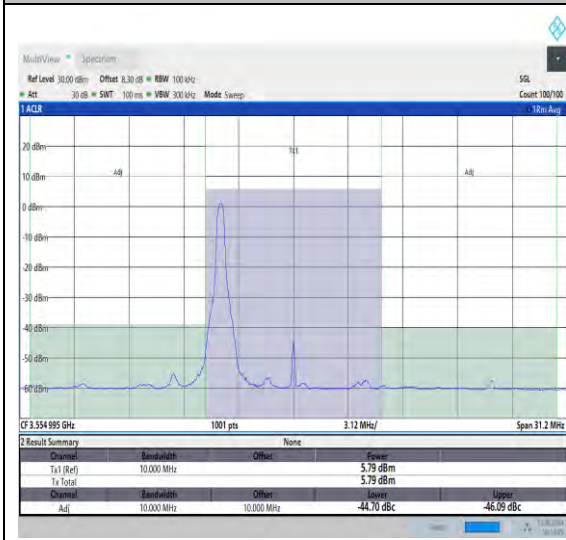 MultiView Spectrum
Ref Level 30.00 dBm Offset 8.30 dB RBW 100 kHz SGL
Att 30 dB SWT 100 ms VBW 300 kHz Mode Sweep Count 100/100
1 ACLR 1Rm Avg
20 dBm
Tx1
10 dBm
Adj Adj
0 dBm
-10 dBm
-20 dBm
-30 dBm
-40 dBm
-50 dBm
-60 dBm
CF 3.554 995 GHz 1001 pts 3.12 MHz/ Span 31.2 MHz
2 Result Summary None
Channel Bandwidth Offset Power
Tx1 (Ref) 10.000 MHz 5.79 dBm
Tx Total 5.79 dBm
Channel Bandwidth Offset Lower Upper
Adj 10.000 MHz 10.000 MHz -44.70 dBc -46.09 dBc